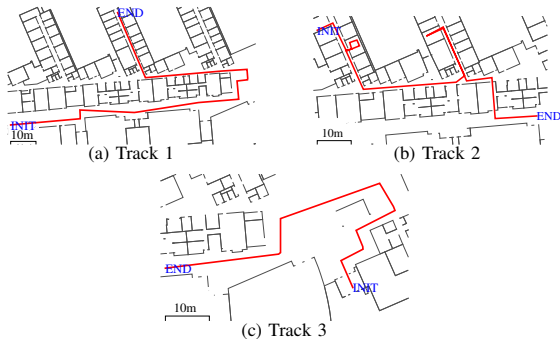 END
INIT
10m
(a) Track 1
INIT
END
10m
(b) Track 2
END
INIT
10m
(c) Track 3